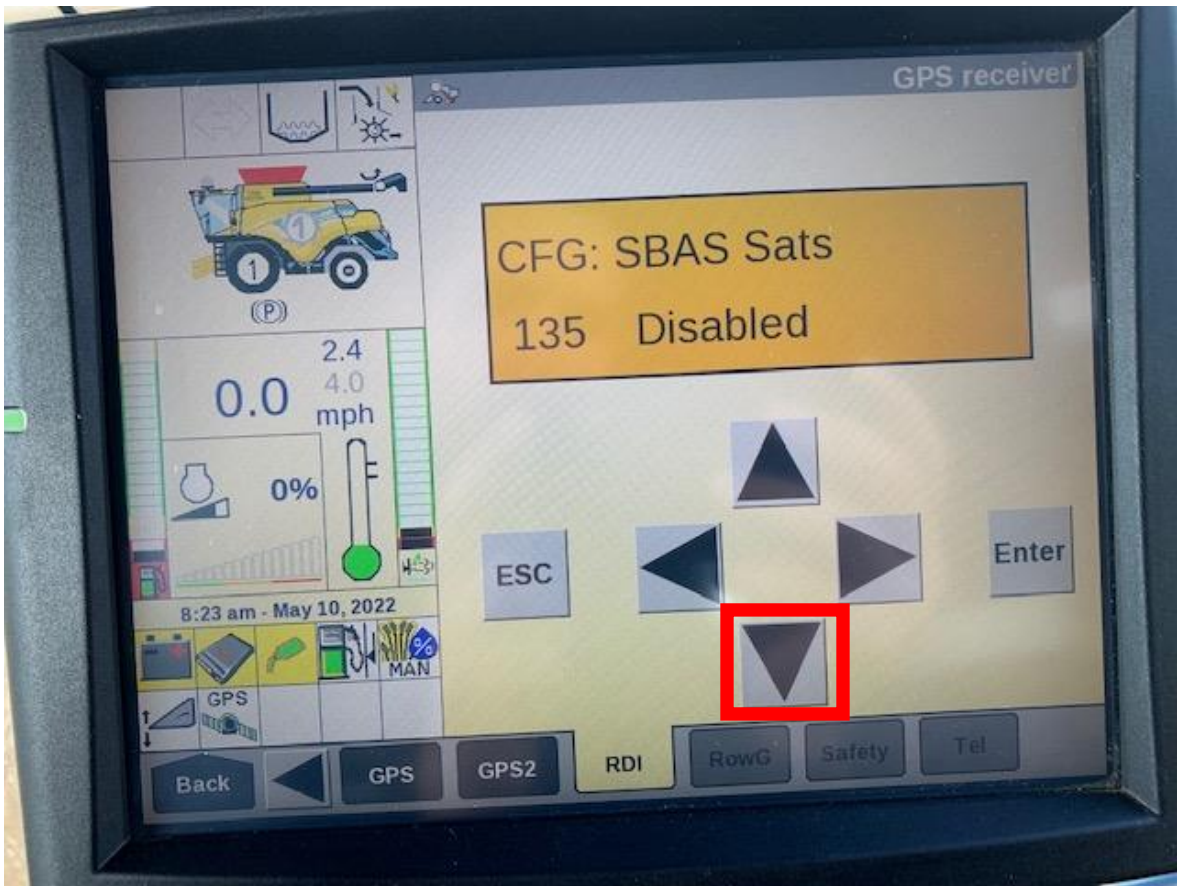 GPS receiver
1
1
(P)
CFG: SBAS Sats
135 Disabled
2.4
0.0
4.0
mph
0%
ESC
Enter
8:23 am - May 10, 2022
%
MAN
GPS
Back
GPS
GPS2
RDI
RowG
Safety
Tel